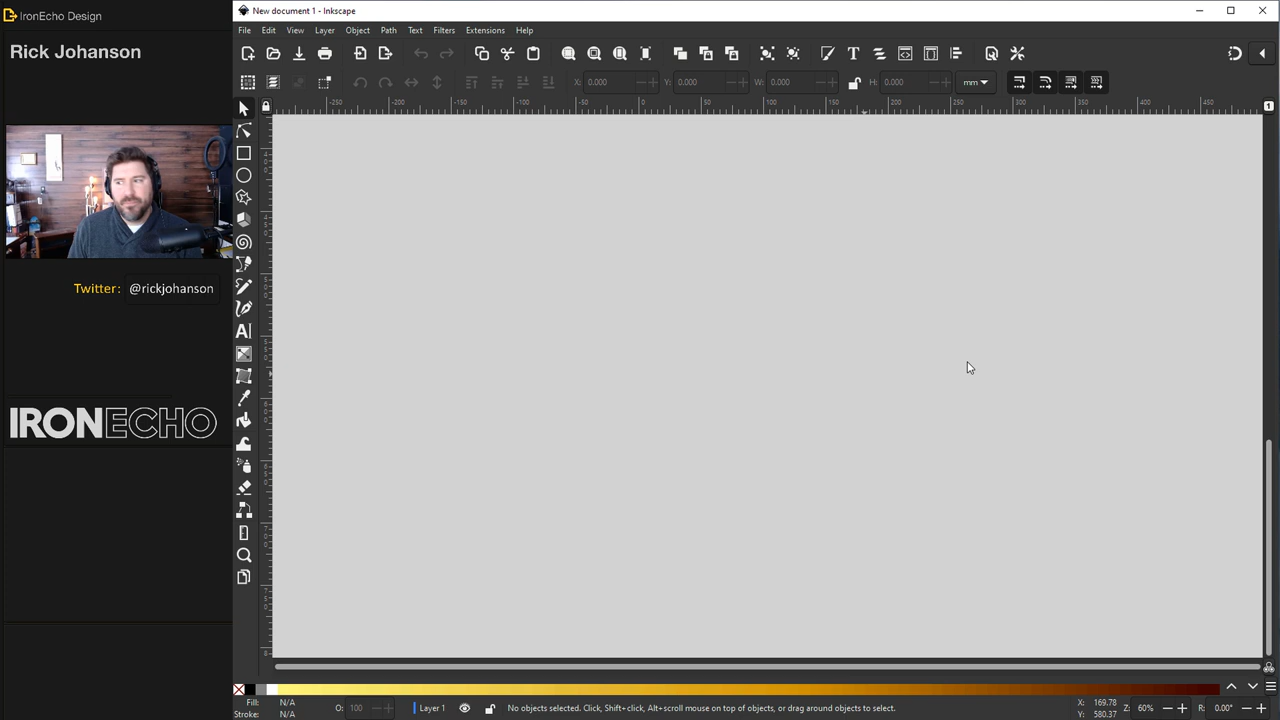 IronEcho Design
New document 1 - Inkscape
Rick Johanson
File Edit View Layer Object Path Text Filters Extensions Help
X: 0.000 Y: 0.000 W: 0.000 H: 0.000 mm
-250 -200 -150 -100 -50 0 50 100 150 200 250 300 350 400 450
1
Twitter: @rickjohanson
IRONECHO
Fill: N/A
Stroke: N/A
O: 100
Layer 1
No objects selected. Click, Shift+click, Alt+scroll mouse on top of objects, or drag around objects to select.
X: 169.78
Y: 580.37
Z: 60%
R: 0.00°